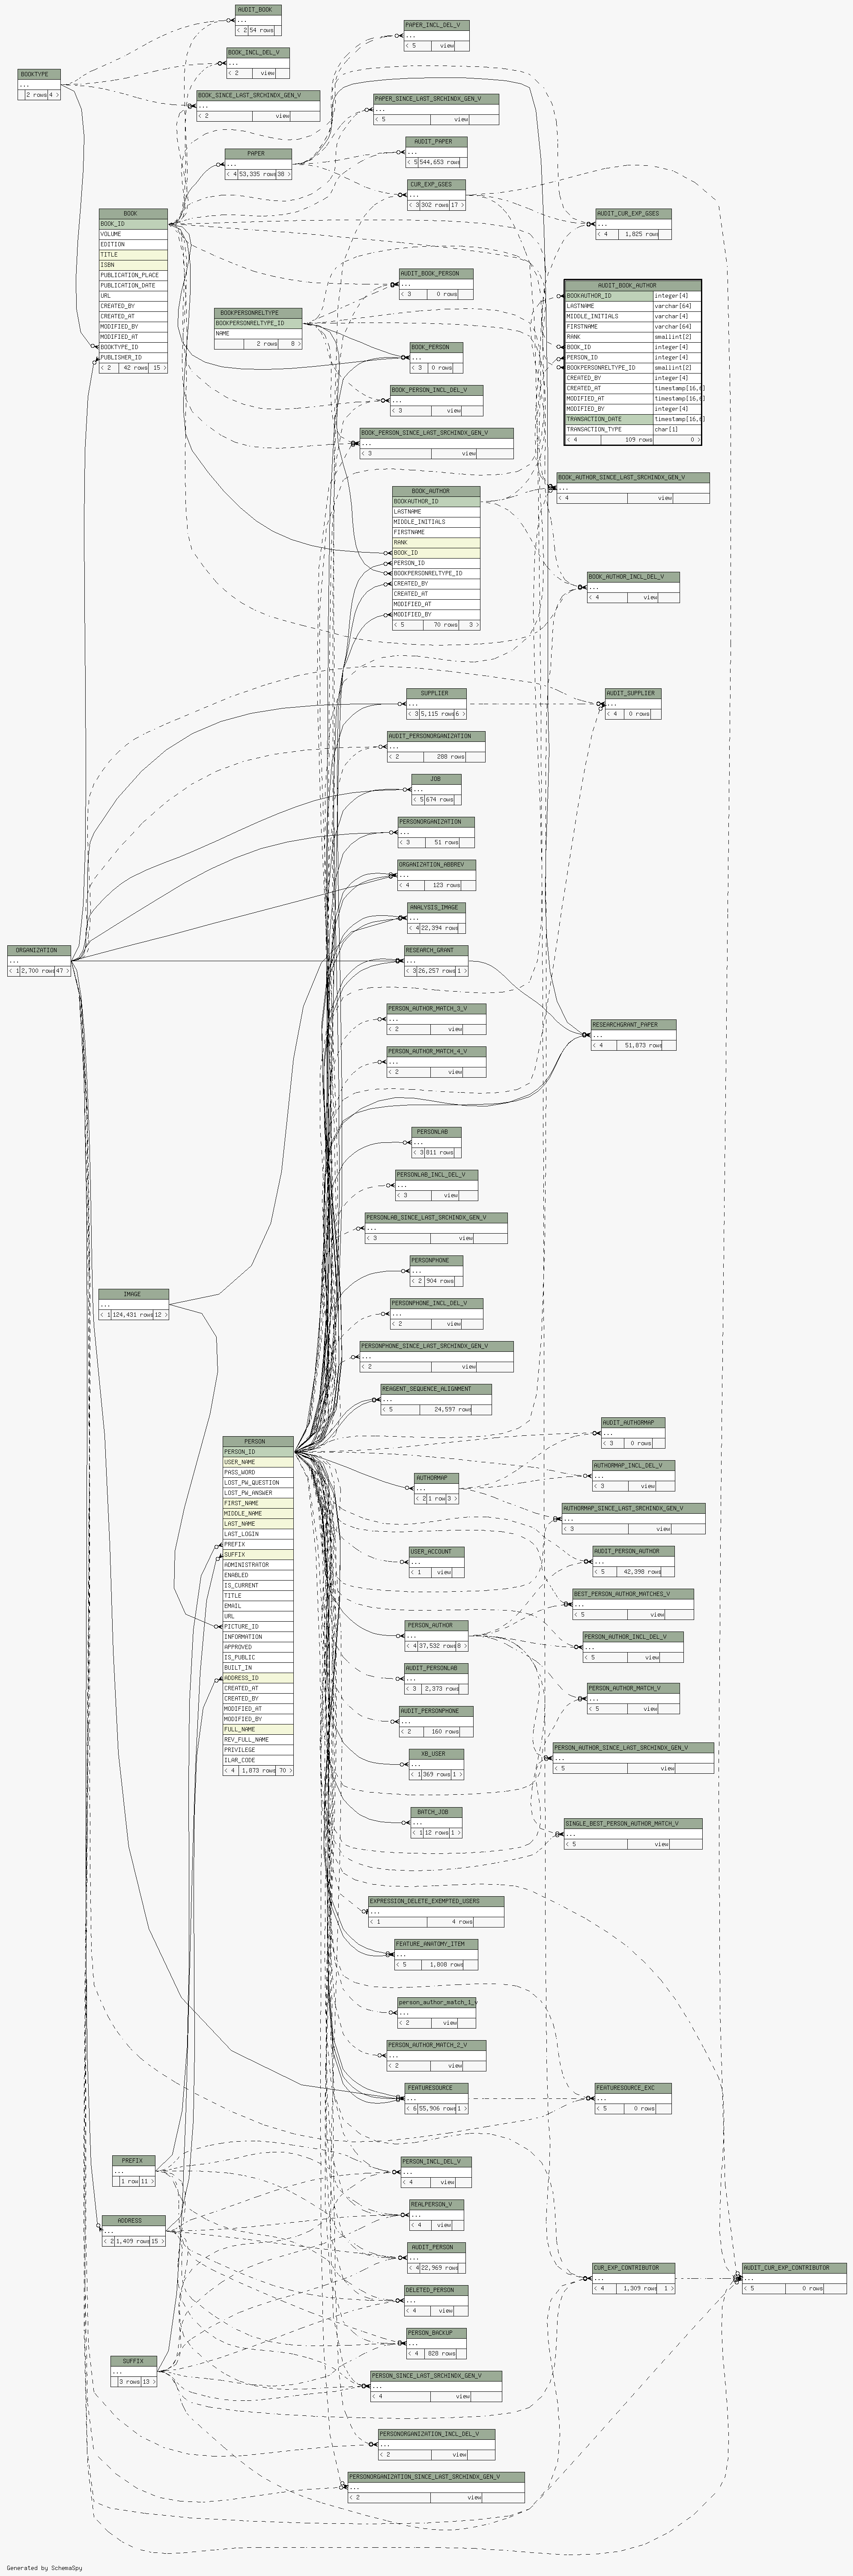 AUDIT_BOOK
...
< 2 54 rows
BOOK_INCL_DEL_V
...
< 2 view
BOOKTYPE
...
2 rows 4 >
BOOK_SINCE_LAST_SRCHINDX_GEN_V
...
< 2 view
PAPER_INCL_DEL_V
...
< 5 view
PAPER_SINCE_LAST_SRCHINDX_GEN_V
...
< 5 view
PAPER
...
< 4 53,335 rows 38 >
AUDIT_PAPER
...
< 5 544,653 rows
CUR_EXP_GSES
...
< 3 302 rows 17 >
AUDIT_CUR_EXP_GSES
...
< 4 1,825 rows
BOOK
BOOK_ID
VOLUME
EDITION
TITLE
ISBN
PUBLICATION_PLACE
PUBLICATION_DATE
URL
CREATED_BY
CREATED_AT
MODIFIED_BY
MODIFIED_AT
BOOKTYPE_ID
PUBLISHER_ID
< 2 42 rows 15 >
AUDIT_BOOK_PERSON
...
< 3 0 rows
BOOKPERSONRELTYPE
BOOKPERSONRELTYPE_ID
NAME
2 rows 8 >
BOOK_PERSON
...
< 3 0 rows
BOOK_PERSON_INCL_DEL_V
...
< 3 view
BOOK_PERSON_SINCE_LAST_SRCHINDX_GEN_V
...
< 3 view
AUDIT_BOOK_AUTHOR
BOOKAUTHOR_ID integer[4]
LASTNAME varchar[64]
MIDDLE_INITIALS varchar[4]
FIRSTNAME varchar[64]
RANK smallint[2]
BOOK_ID integer[4]
PERSON_ID integer[4]
BOOKPERSONRELTYPE_ID smallint[2]
CREATED_BY integer[4]
CREATED_AT timestamp[16,6]
MODIFIED_AT timestamp[16,6]
MODIFIED_BY integer[4]
TRANSACTION_DATE timestamp[16,6]
TRANSACTION_TYPE char[1]
< 4 109 rows 0 >
BOOK_AUTHOR_SINCE_LAST_SRCHINDX_GEN_V
...
< 4 view
BOOK_AUTHOR
BOOKAUTHOR_ID
LASTNAME
MIDDLE_INITIALS
FIRSTNAME
RANK
BOOK_ID
PERSON_ID
BOOKPERSONRELTYPE_ID
CREATED_BY
CREATED_AT
MODIFIED_AT
MODIFIED_BY
< 5 70 rows 3 >
BOOK_AUTHOR_INCL_DEL_V
...
< 4 view
SUPPLIER
...
< 3 5,115 rows 6 >
AUDIT_SUPPLIER
...
< 4 0 rows
AUDIT_PERSONORGANIZATION
...
< 2 288 rows
JOB
...
< 5 674 rows
PERSONORGANIZATION
...
< 3 51 rows
ORGANIZATION_ABBREV
...
< 4 123 rows
ANALYSIS_IMAGE
...
< 4 22,394 rows
ORGANIZATION
...
< 1 2,700 rows 47 >
RESEARCH_GRANT
...
< 3 26,257 rows 1 >
PERSON_AUTHOR_MATCH_3_V
...
< 2 view
RESEARCHGRANT_PAPER
...
< 4 51,873 rows
PERSON_AUTHOR_MATCH_4_V
...
< 2 view
PERSONLAB
...
< 3 811 rows
PERSONLAB_INCL_DEL_V
...
< 3 view
PERSONLAB_SINCE_LAST_SRCHINDX_GEN_V
...
< 3 view
PERSONPHONE
...
< 2 904 rows
IMAGE
...
< 1 124,431 rows 12 >
PERSONPHONE_INCL_DEL_V
...
< 2 view
PERSONPHONE_SINCE_LAST_SRCHINDX_GEN_V
...
< 2 view
REAGENT_SEQUENCE_ALIGNMENT
...
< 5 24,597 rows
PERSON
PERSON_ID
USER_NAME
PASS_WORD
LOST_PW_QUESTION
LOST_PW_ANSWER
FIRST_NAME
MIDDLE_NAME
LAST_NAME
LAST_LOGIN
PREFIX
SUFFIX
ADMINISTRATOR
ENABLED
IS_CURRENT
TITLE
EMAIL
URL
PICTURE_ID
INFORMATION
APPROVED
IS_PUBLIC
BUILT_IN
ADDRESS_ID
CREATED_AT
CREATED_BY
MODIFIED_AT
MODIFIED_BY
FULL_NAME
REV_FULL_NAME
PRIVILEGE
ILAR_CODE
< 4 1,873 rows 70 >
AUDIT_AUTHORMAP
...
< 3 0 rows
AUTHORMAP
...
< 2 1 row 3 >
AUTHORMAP_INCL_DEL_V
...
< 3 view
AUTHORMAP_SINCE_LAST_SRCHINDX_GEN_V
...
< 3 view
USER_ACCOUNT
...
< 1 view
AUDIT_PERSON_AUTHOR
...
< 5 42,398 rows
BEST_PERSON_AUTHOR_MATCHES_V
...
< 5 view
PERSON_AUTHOR
...
< 4 37,532 rows 8 >
PERSON_AUTHOR_INCL_DEL_V
...
< 5 view
AUDIT_PERSONLAB
...
< 3 2,373 rows
PERSON_AUTHOR_MATCH_V
...
< 5 view
AUDIT_PERSONPHONE
...
< 2 160 rows
PERSON_AUTHOR_SINCE_LAST_SRCHINDX_GEN_V
...
< 5 view
XB_USER
...
< 1 369 rows 1 >
BATCH_JOB
...
< 1 12 rows 1 >
SINGLE_BEST_PERSON_AUTHOR_MATCH_V
...
< 5 view
EXPRESSION_DELETE_EXEMPTED_USERS
...
< 1 4 rows
FEATURE_ANATOMY_ITEM
...
< 5 1,808 rows
person_author_match_1_v
...
< 2 view
PERSON_AUTHOR_MATCH_2_V
...
< 2 view
FEATURESOURCE
...
< 6 55,906 rows 1 >
FEATURESOURCE_EXC
...
< 5 0 rows
PREFIX
...
1 row 11 >
PERSON_INCL_DEL_V
...
< 4 view
REALPERSON_V
...
< 4 view
ADDRESS
...
< 2 1,409 rows 15 >
AUDIT_PERSON
...
< 4 22,969 rows
CUR_EXP_CONTRIBUTOR
...
< 4 1,309 rows 1 >
AUDIT_CUR_EXP_CONTRIBUTOR
...
< 5 0 rows
DELETED_PERSON
...
< 4 view
PERSON_BACKUP
...
< 4 828 rows
SUFFIX
...
3 rows 13 >
PERSON_SINCE_LAST_SRCHINDX_GEN_V
...
< 4 view
PERSONORGANIZATION_INCL_DEL_V
...
< 2 view
PERSONORGANIZATION_SINCE_LAST_SRCHINDX_GEN_V
...
< 2 view
Generated by SchemaSpy